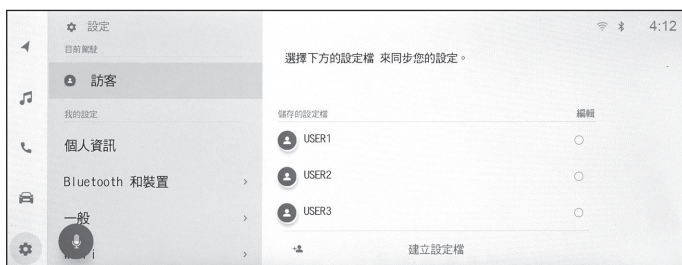 設定
4:12
目前駕駛
訪客
選擇下方的設定檔 來同步您的設定。
我的設定
儲存的設定檔
編輯
個人資訊
USER1
Bluetooth 和裝置
USER2
一般
USER3
建立設定檔